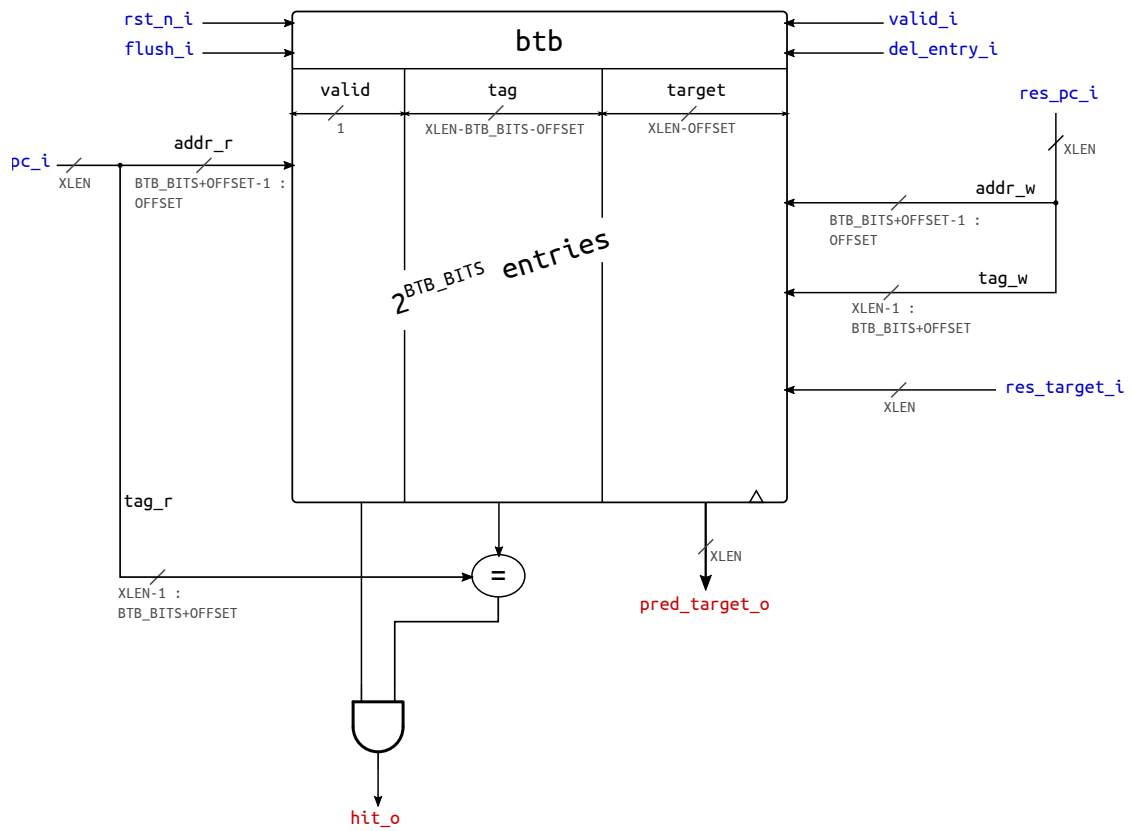 rst_n_i
flush_i
btb
valid_i
del_entry_i
valid
tag
target
1
XLEN-BTB_BITS-OFFSET
XLEN-OFFSET
res_pc_i
XLEN
pc_i
XLEN
addr_r
BTB_BITS+OFFSET-1 :
OFFSET
addr_w
BTB_BITS+OFFSET-1 :
OFFSET
2^BTB_BITS entries
tag_w
XLEN-1 :
BTB_BITS+OFFSET
res_target_i
XLEN
tag_r
XLEN-1 :
BTB_BITS+OFFSET
=
XLEN
pred_target_o
hit_o